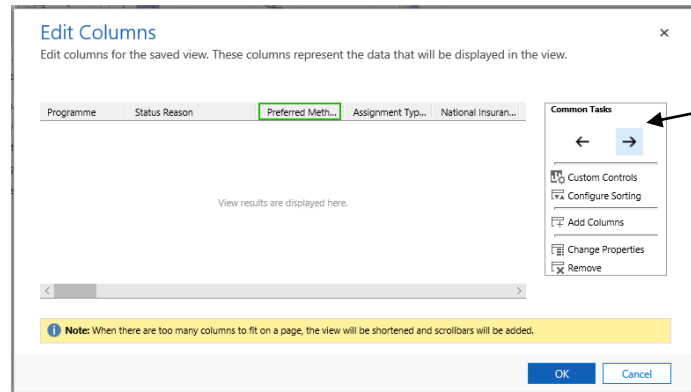 Edit Columns
Edit columns for the saved view. These columns represent the data that will be displayed in the view.
Programme Status Reason Preferred Meth... Assignment Typ... National Insuran...
View results are displayed here.
Common Tasks
Custom Controls
Configure Sorting
Add Columns
Change Properties
Remove
Note: When there are too many columns to fit on a page, the view will be shortened and scrollbars will be added.
OK Cancel